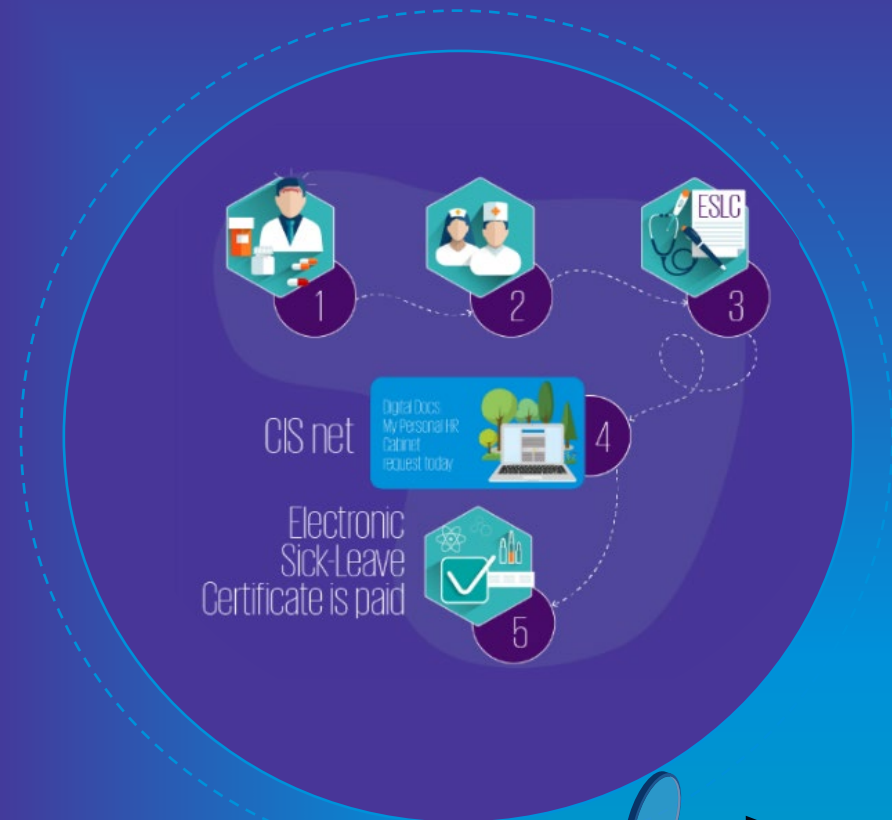 ESLC
1
2
3
CIS net
Digital Docs
My Personal HR
Cabinet
request today
4
Electronic
Sick-Leave
Certificate is paid
5